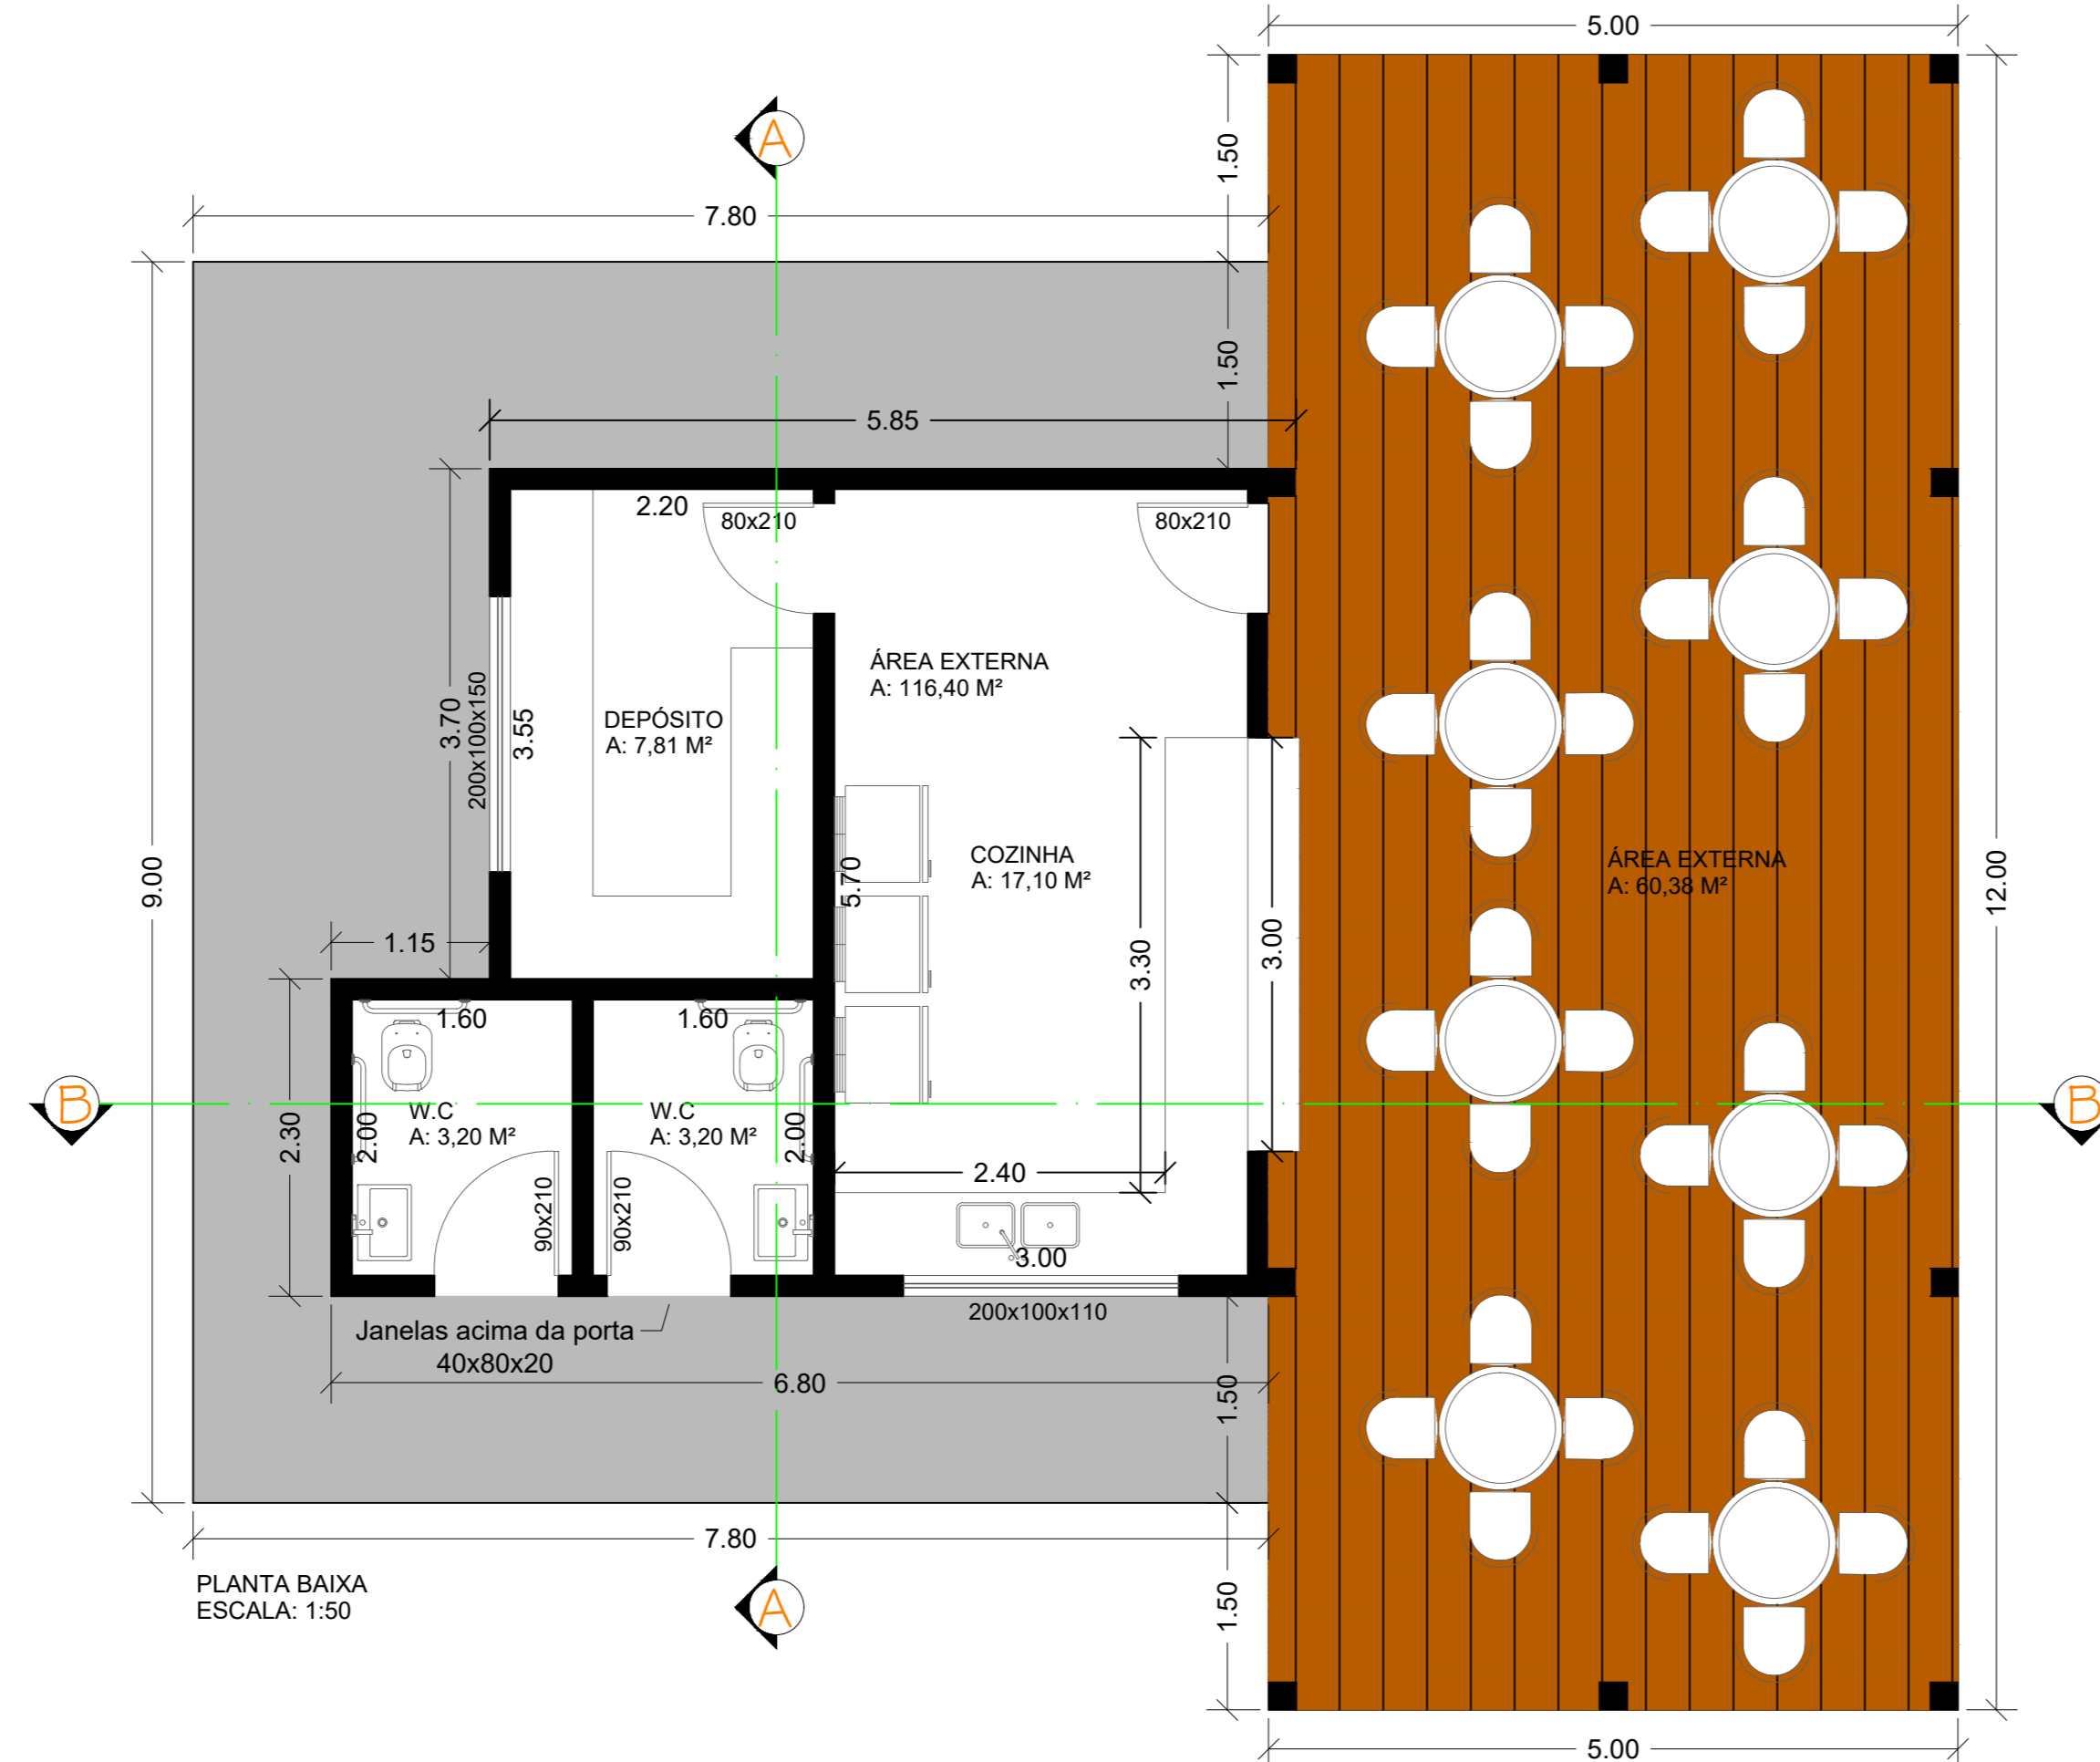 5.00
1.50
A
7.80
1.50
5.85
2.20
80x210
80x210
ÁREA EXTERNA
A: 116,40 M²
3.70
200x100x150
3.55
DEPÓSITO
A: 7,81 M²
COZINHA
A: 17,10 M²
5.70
ÁREA EXTERNA
A: 60,38 M²
9.00
12.00
1.15
3.30
3.00
1.60
1.60
B
B
W.C
A: 3,20 M²
W.C
A: 3,20 M²
2.30
2.00
2.00
2.40
90x210
90x210
3.00
200x100x110
Janelas acima da porta
40x80x20
6.80
1.50
7.80
PLANTA BAIXA
ESCALA: 1:50
A
1.50
5.00